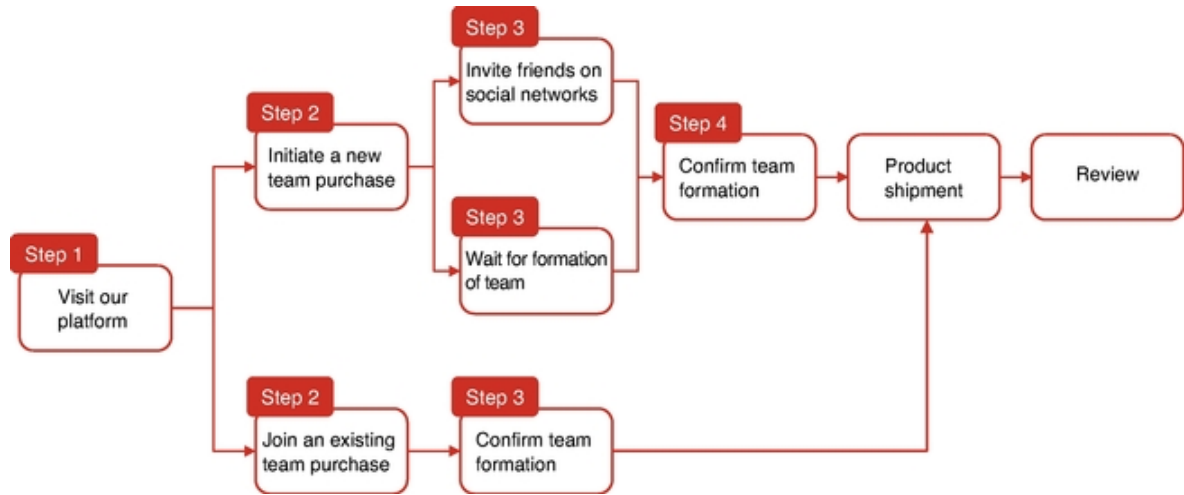 Step 1
Visit our
platform
Step 2
Initiate a new
team purchase
Step 3
Invite friends on
social networks
Step 3
Wait for formation
of team
Step 4
Confirm team
formation
Product
shipment
Review
Step 2
Join an existing
team purchase
Step 3
Confirm team
formation